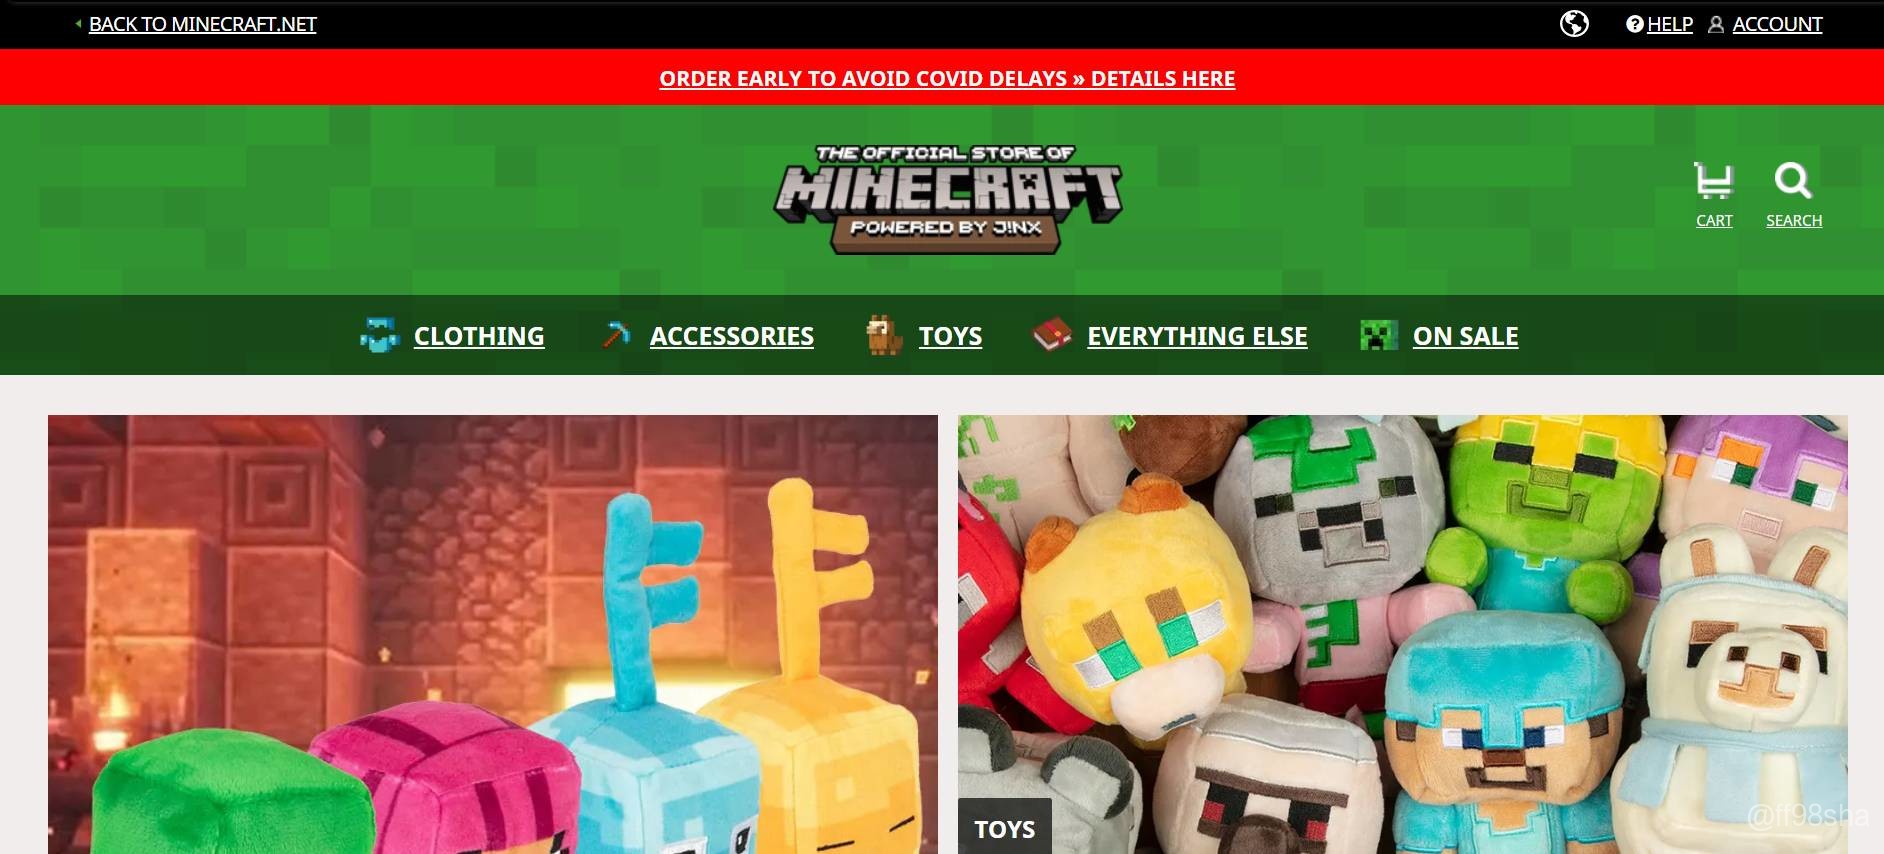 BACK TO MINECRAFT.NET
HELP
ACCOUNT
ORDER EARLY TO AVOID COVID DELAYS » DETAILS HERE
THE OFFICIAL STORE OF
MINECRAFT
POWERED BY J!NX
CART
SEARCH
CLOTHING
ACCESSORIES
TOYS
EVERYTHING ELSE
ON SALE
TOYS
@ff98sha